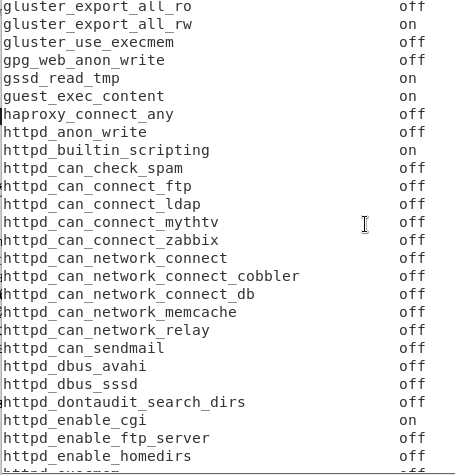 gluster_export_all_ro off
gluster_export_all_rw on
gluster_use_execmem off
gpg_web_anon_write off
gssd_read_tmp on
guest_exec_content on
haproxy_connect_any off
httpd_anon_write off
httpd_builtin_scripting on
httpd_can_check_spam off
httpd_can_connect_ftp off
httpd_can_connect_ldap off
httpd_can_connect_mythtv off
httpd_can_connect_zabbix off
httpd_can_network_connect off
httpd_can_network_connect_cobbler off
httpd_can_network_connect_db off
httpd_can_network_memcache off
httpd_can_network_relay off
httpd_can_sendmail off
httpd_dbus_avahi off
httpd_dbus_sssd off
httpd_dontaudit_search_dirs off
httpd_enable_cgi on
httpd_enable_ftp_server off
httpd_enable_homedirs off